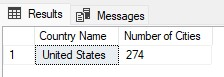 Results Messages
Country Name Number of Cities
1 United States 274